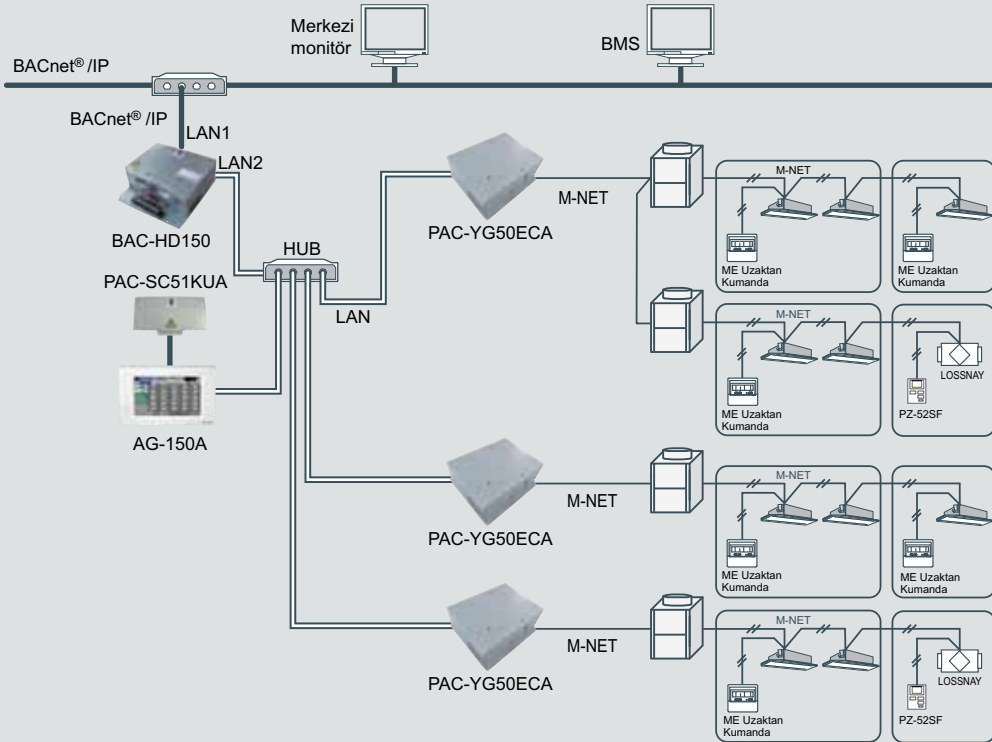 Merkezi
monitör
BMS
BACnet® /IP
BACnet® /IP
LAN1
LAN2
BAC-HD150
PAC-SC51KUA
AG-150A
HUB
LAN
PAC-YG50ECA
M-NET
M-NET
ME Uzaktan
Kumanda
ME Uzaktan
Kumanda
M-NET
ME Uzaktan
Kumanda
LOSSNAY
PZ-52SF
PAC-YG50ECA
M-NET
M-NET
ME Uzaktan
Kumanda
ME Uzaktan
Kumanda
PAC-YG50ECA
M-NET
M-NET
ME Uzaktan
Kumanda
LOSSNAY
PZ-52SF